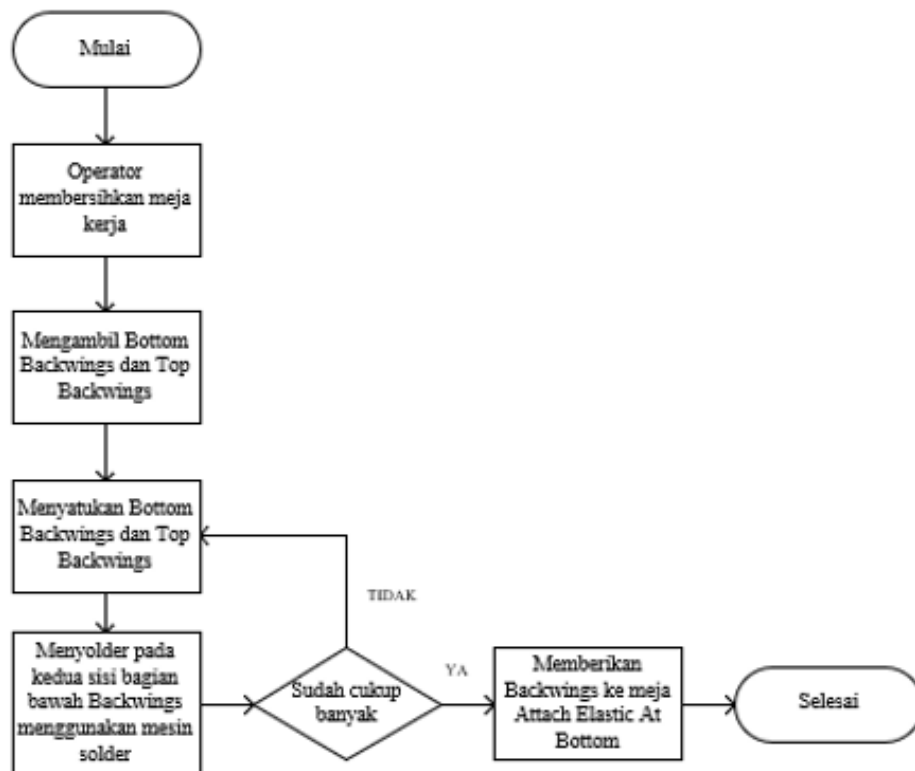 Mulai
Operator
membersihkan meja
kerja
Mengambil Bottom
Backwings dan Top
Backwings
Menyatukan Bottom
Backwings dan Top
Backwings
Menyolder pada
kedua sisi bagian
bawah Backwings
menggunakan mesin
solder
Sudah cukup
banyak
TIDAK
YA
Memberikan
Backwings ke meja
Attach Elastic At
Bottom
Selesai